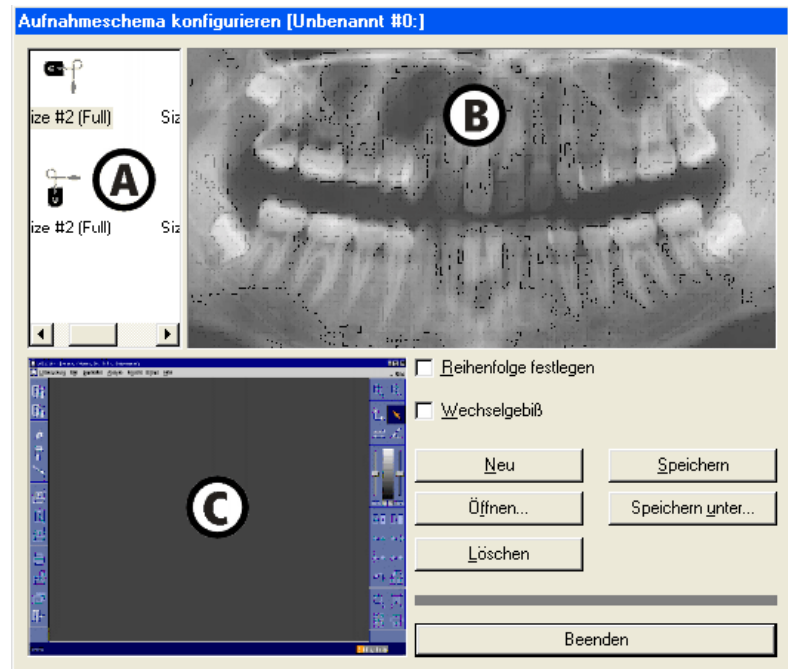 Aufnahmeschema konfigurieren [Unbenannt #0:]
A
B
ize #2 (Full) Siz
ize #2 (Full) Siz
C
Reihenfolge festlegen
Wechselgebiß
Neu
Speichern
Öffnen...
Speichern unter...
Löschen
Beenden